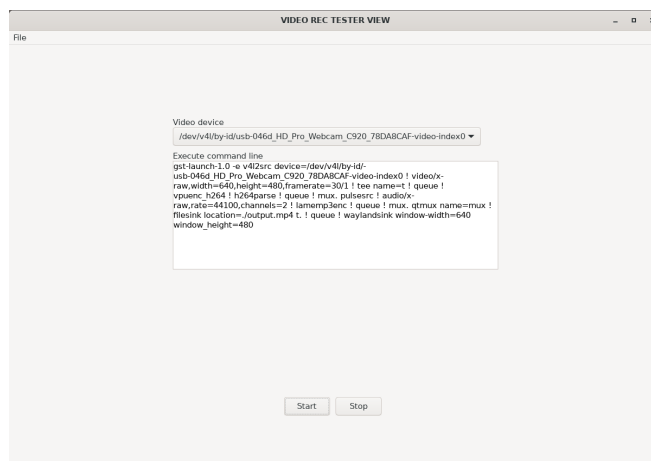 VIDEO REC TESTER VIEW
File
Video device
/dev/v4l/by-id/usb-046d_HD_Pro_Webcam_C920_78DA8CAF-video-index0
Execute command line
gst-launch-1.0 -e v4l2src device=/dev/v4l/by-id/-
usb-046d_HD_Pro_Webcam_C920_78DA8CAF-video-index0 ! video/x-
raw,width=640,height=480,framerate=30/1 ! tee name=t ! queue !
vpuenc_h264 ! h264parse ! queue ! mux. pulsesrc ! audio/x-
raw,rate=44100,channels=2 ! lamemp3enc ! queue ! mux. qtmux name=mux !
filesink location=./output.mp4 t. ! queue ! waylandsink window-width=640
window_height=480
Start Stop